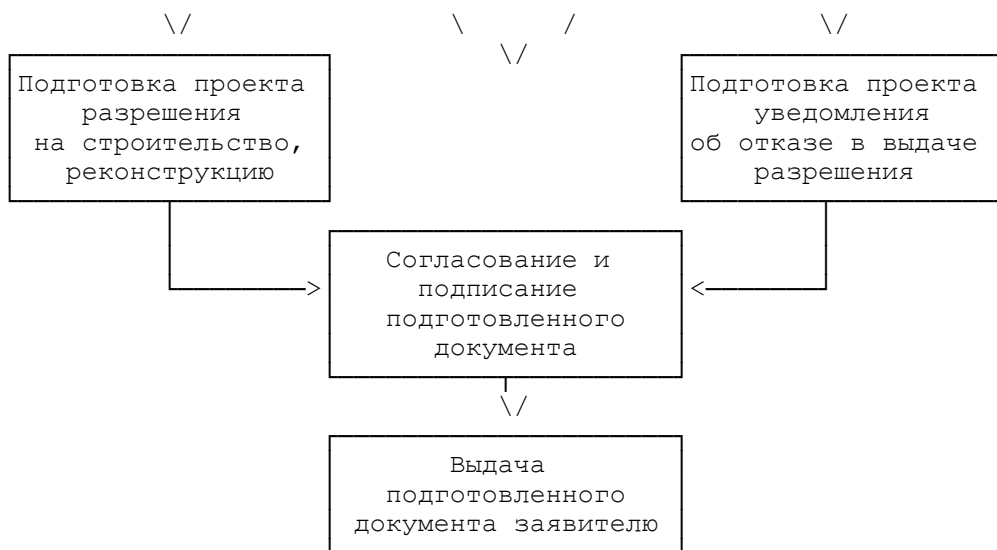 Подготовка проекта
разрешения
на строительство,
реконструкцию
Подготовка проекта
уведомления
об отказе в выдаче
разрешения
Согласование и
подписание
подготовленного
документа
Выдача
подготовленного
документа заявителю